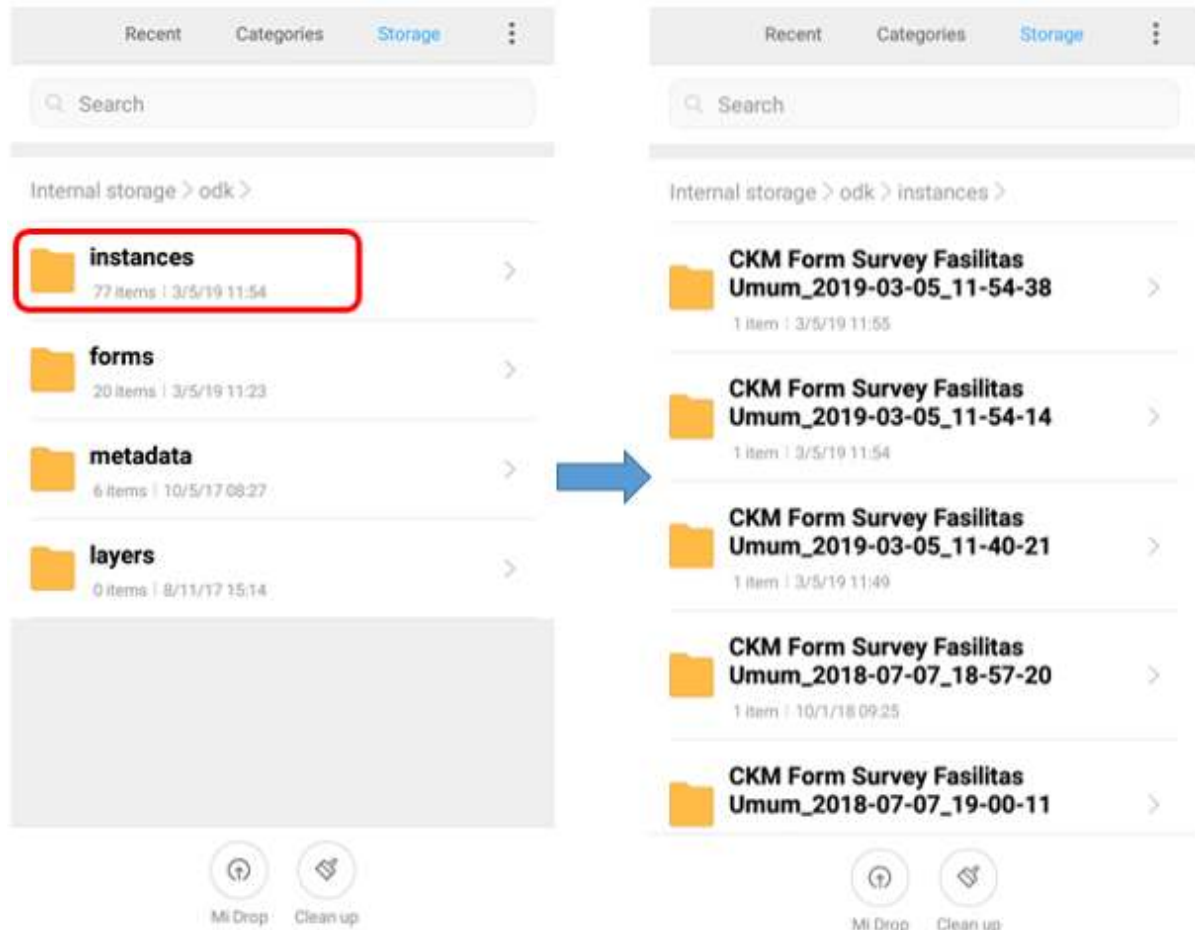 Recent Categories Storage
Search
Internal storage > odk >
instances
77 items | 3/5/19 11:54
forms
20 items | 3/5/19 11:23
metadata
6 items | 10/5/17 08:27
layers
0 items | 8/11/17 15:14
Mi Drop Clean up
Recent Categories Storage
Search
Internal storage > odk > instances >
CKM Form Survey Fasilitas
Umum_2019-03-05_11-54-38
1 item | 3/5/19 11:55
CKM Form Survey Fasilitas
Umum_2019-03-05_11-54-14
1 item | 3/5/19 11:54
CKM Form Survey Fasilitas
Umum_2019-03-05_11-40-21
1 item | 3/5/19 11:49
CKM Form Survey Fasilitas
Umum_2018-07-07_18-57-20
1 item | 10/1/18 09:25
CKM Form Survey Fasilitas
Umum_2018-07-07_19-00-11
Mi Drop Clean up